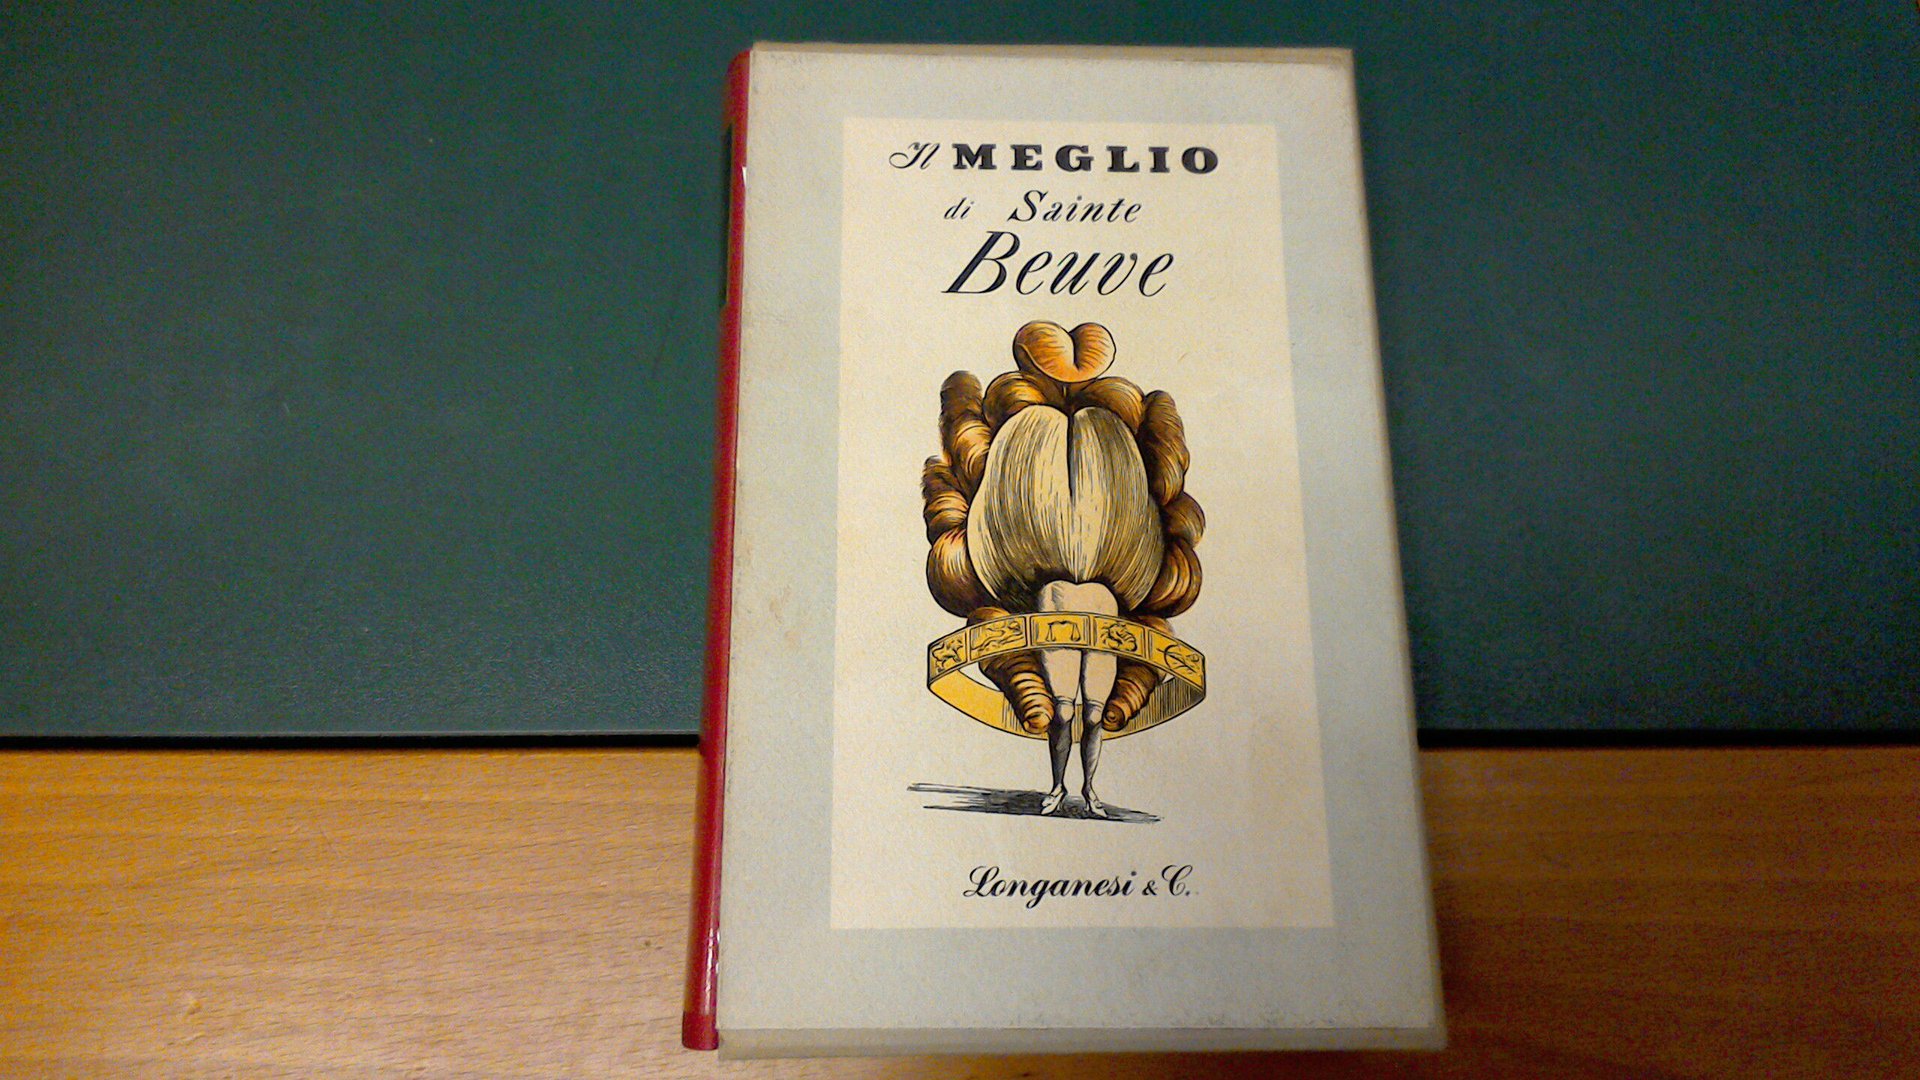 Il MEGLIO
di Sainte
Beuve
Longanesi & C.